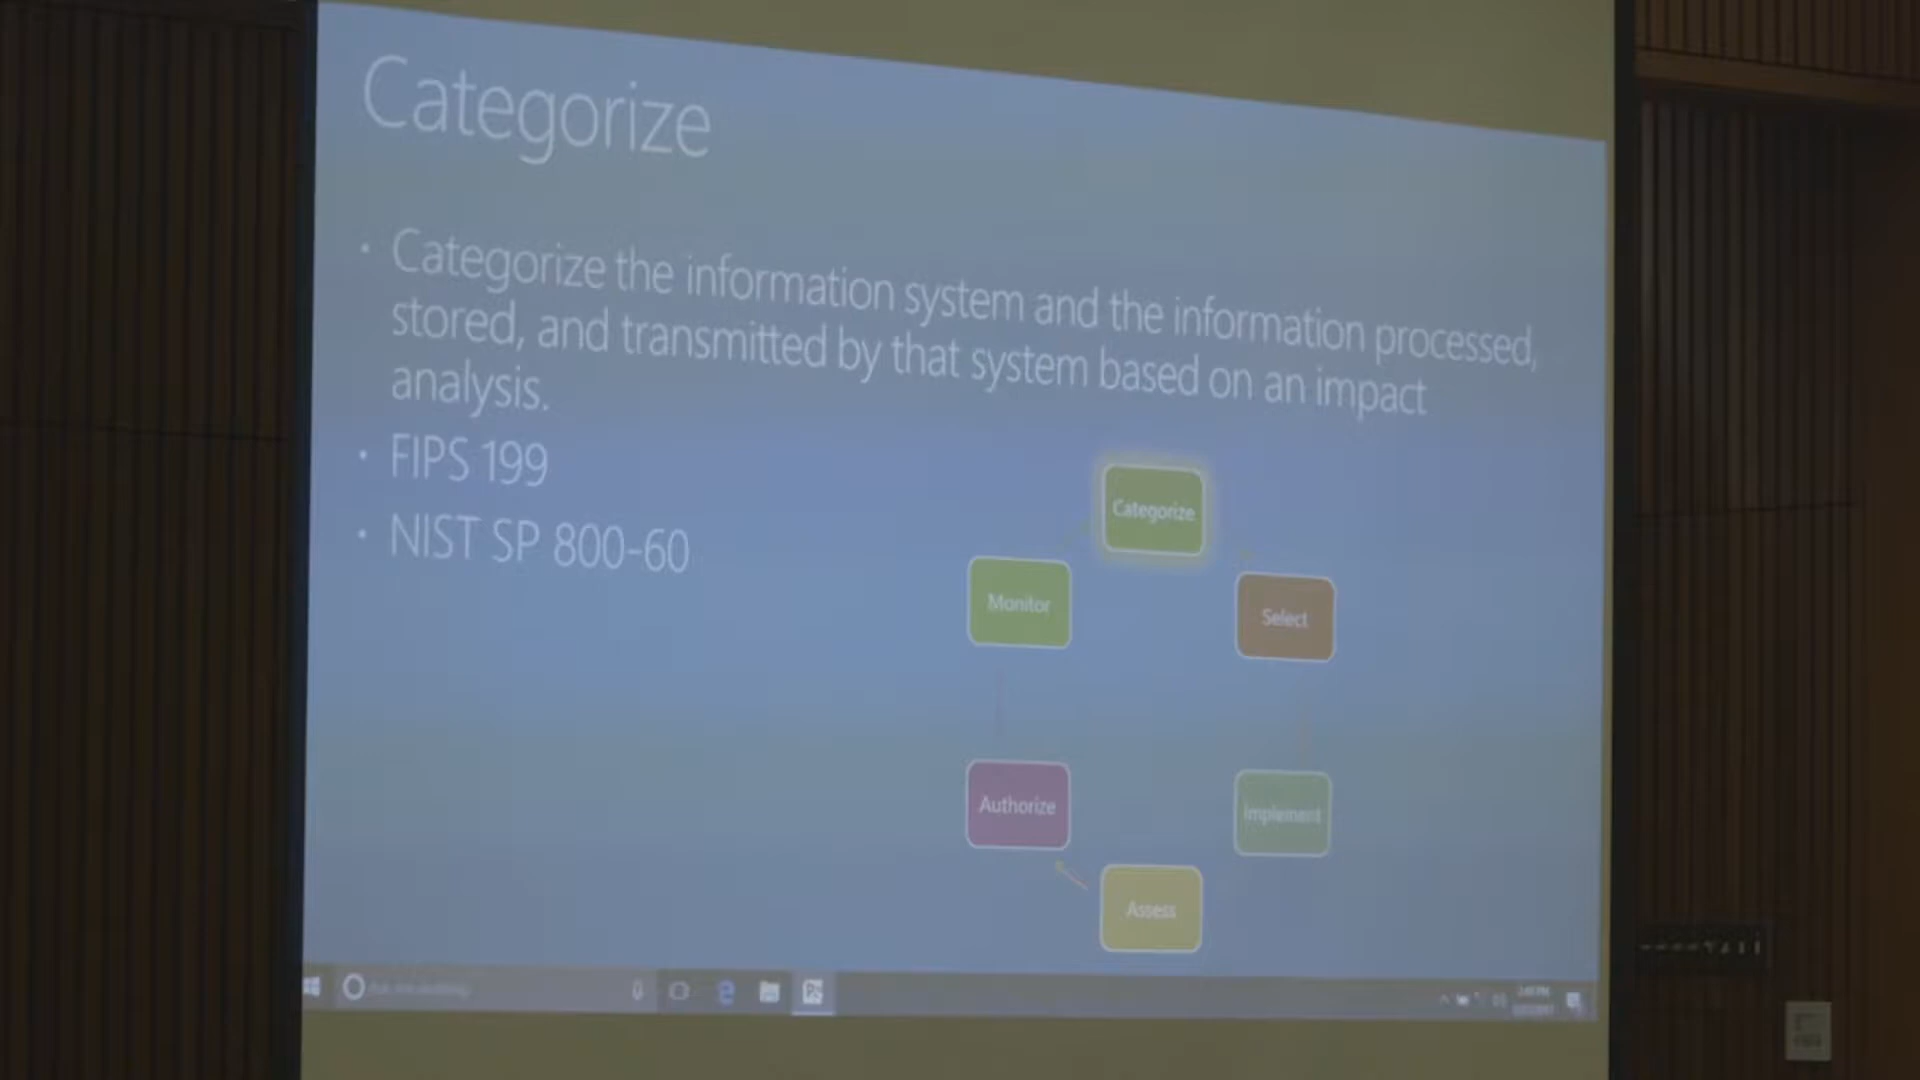 Categorize
• Categorize the information system and the information processed,
stored, and transmitted by that system based on an impact
analysis.
• FIPS 199
• NIST SP 800-60
Categorize
Monitor
Select
Authorize
Implement
Assess